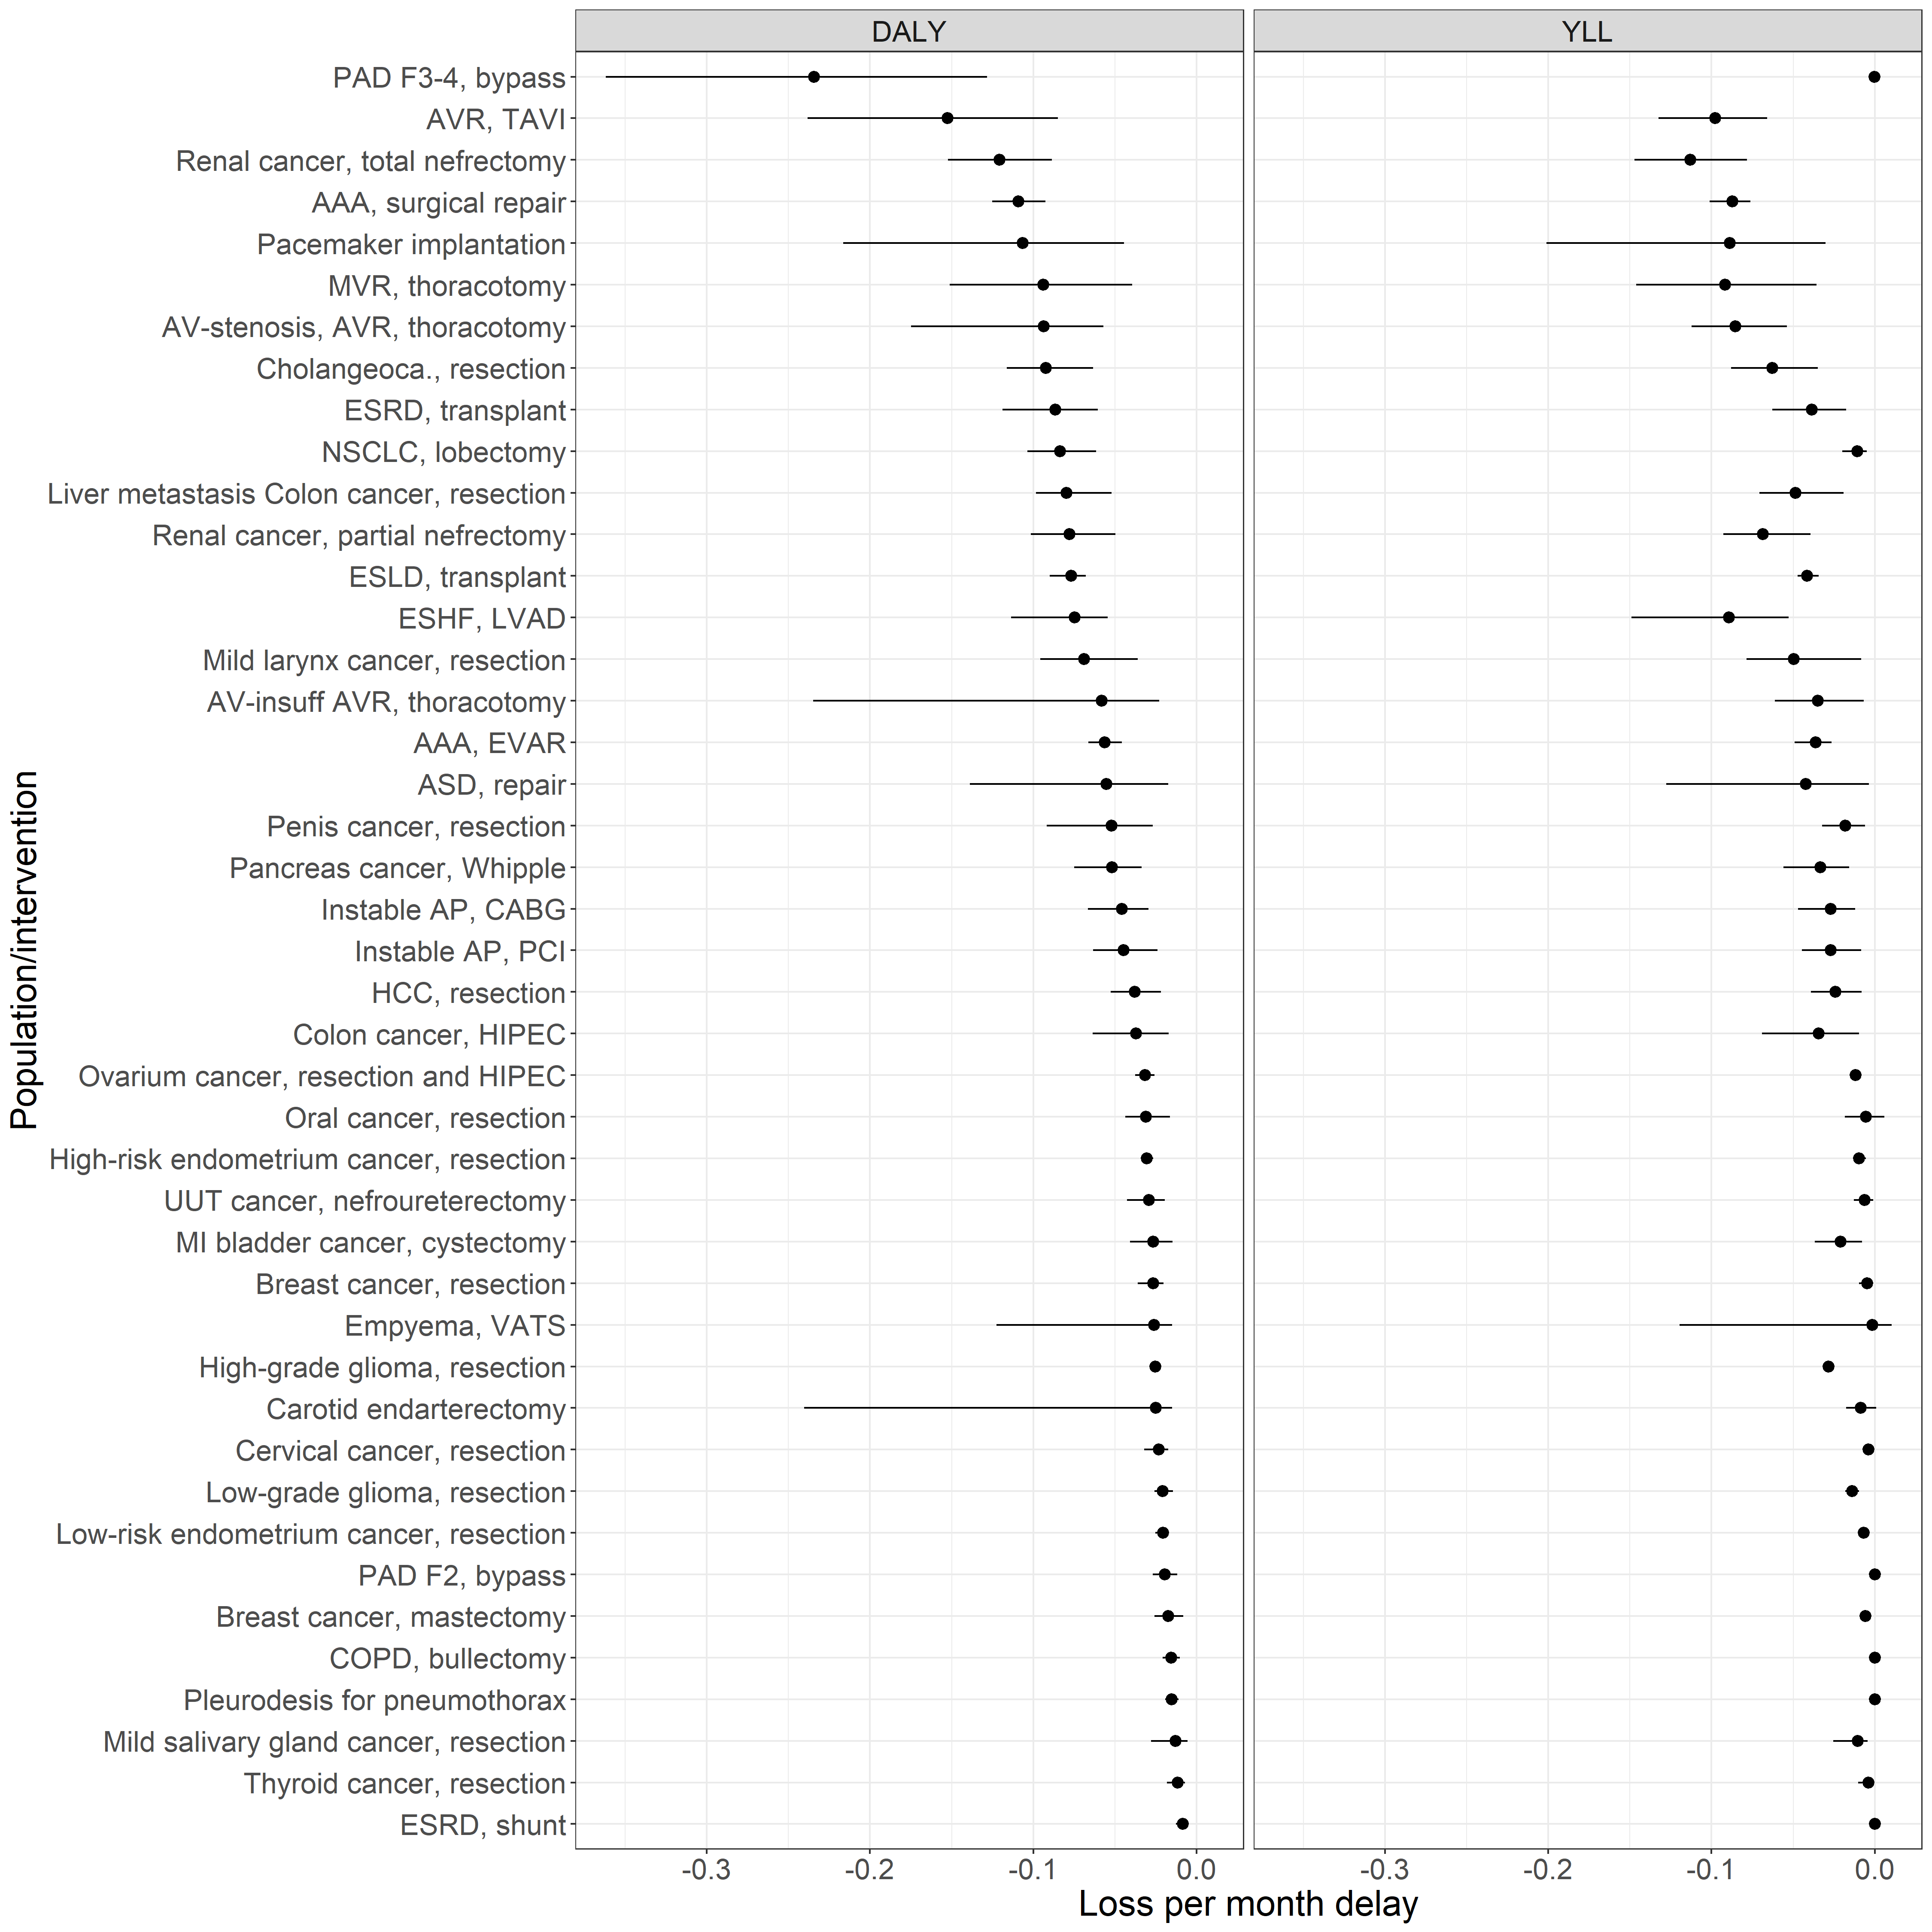 DALY
YLL
PAD F3-4, bypass
AVR, TAVI
Renal cancer, total nefrectomy
AAA, surgical repair
Pacemaker implantation
MVR, thoracotomy
AV-stenosis, AVR, thoracotomy
Cholangeoca., resection
ESRD, transplant
NSCLC, lobectomy
Liver metastasis Colon cancer, resection
Renal cancer, partial nefrectomy
ESLD, transplant
ESHF, LVAD
Mild larynx cancer, resection
AV-insuff AVR, thoracotomy
AAA, EVAR
ASD, repair
Penis cancer, resection
Pancreas cancer, Whipple
Instable AP, CABG
Instable AP, PCI
HCC, resection
Colon cancer, HIPEC
Ovarium cancer, resection and HIPEC
Oral cancer, resection
High-risk endometrium cancer, resection
UUT cancer, nefroureterectomy
MI bladder cancer, cystectomy
Breast cancer, resection
Empyema, VATS
High-grade glioma, resection
Carotid endarterectomy
Cervical cancer, resection
Low-grade glioma, resection
Low-risk endometrium cancer, resection
PAD F2, bypass
Breast cancer, mastectomy
COPD, bullectomy
Pleurodesis for pneumothorax
Mild salivary gland cancer, resection
Thyroid cancer, resection
ESRD, shunt
Population/intervention
-0.3 -0.2 -0.1 0.0
-0.3 -0.2 -0.1 0.0
Loss per month delay